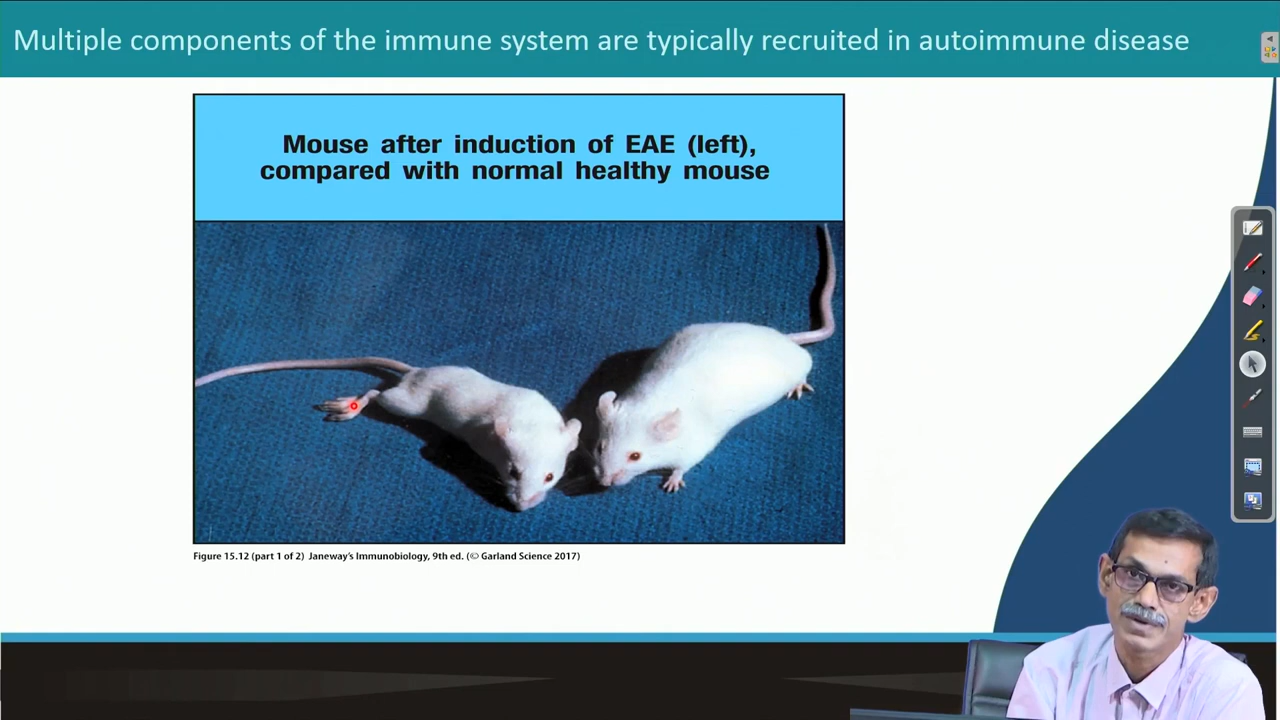 Multiple components of the immune system are typically recruited in autoimmune disease
Mouse after induction of EAE (left),
compared with normal healthy mouse
Figure 15.12 (part 1 of 2) Janeway's Immunobiology, 9th ed. (© Garland Science 2017)